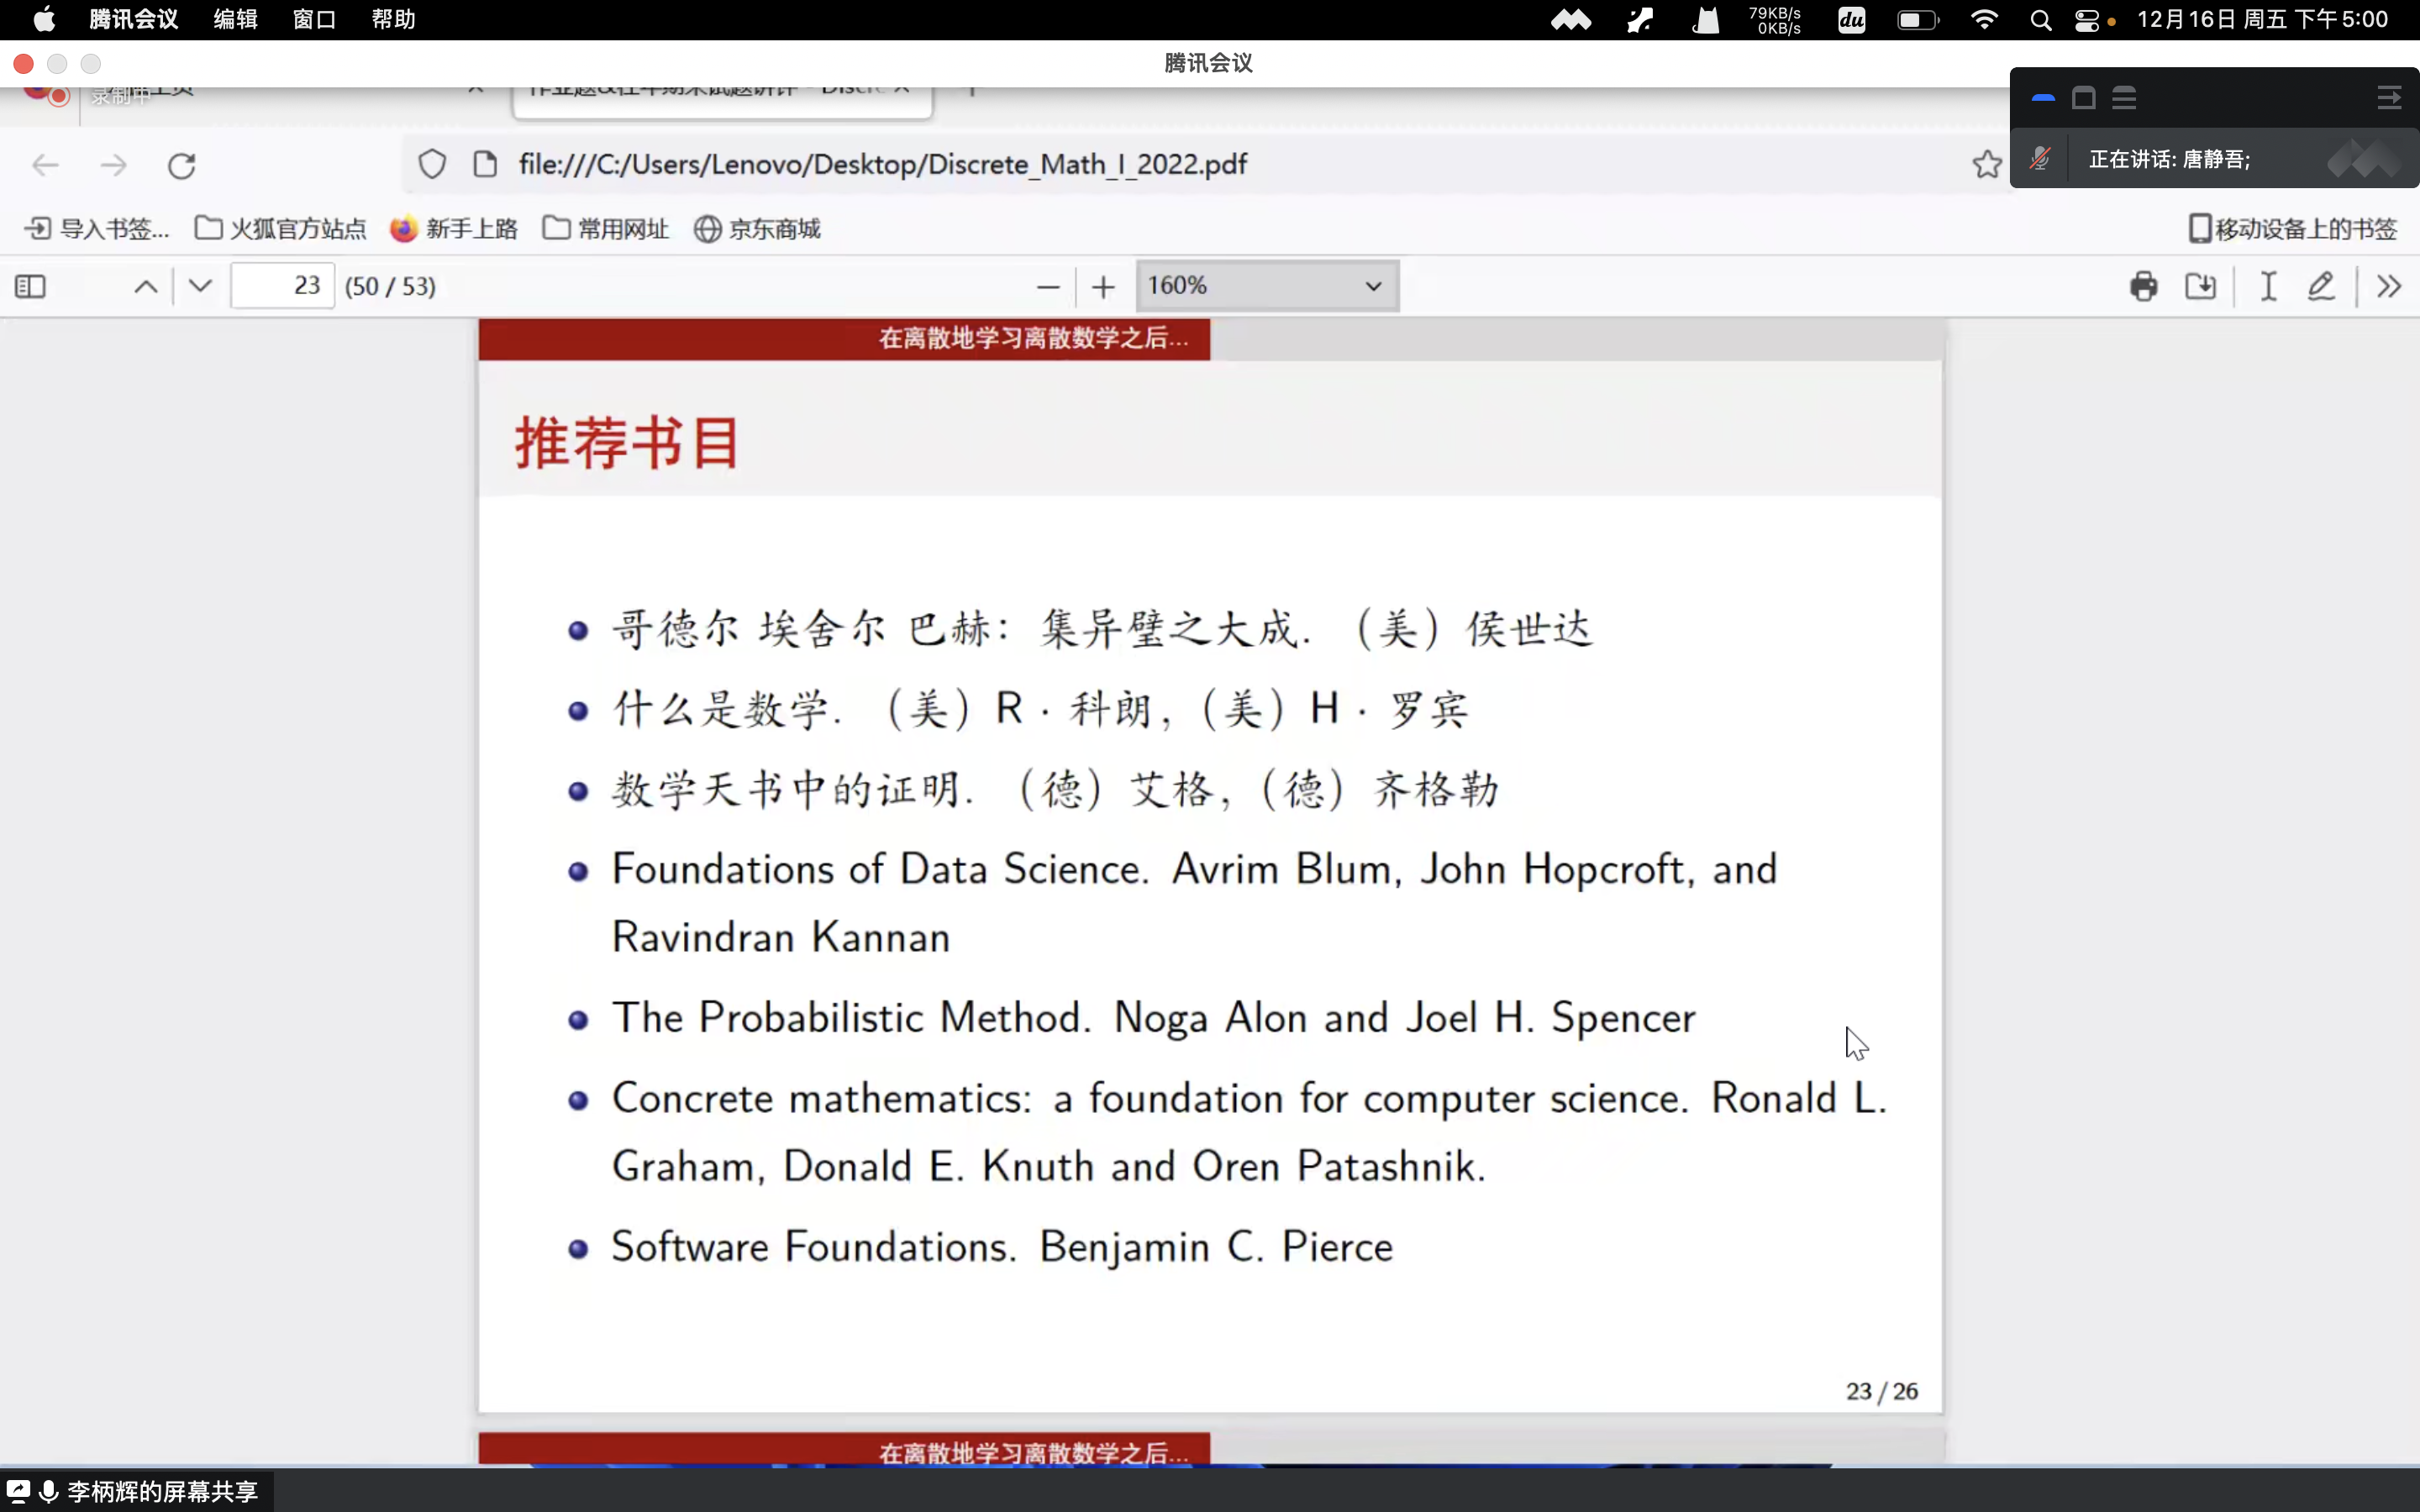 腾讯会议 编辑 窗口 帮助
79KB/s
0KB/s
du
12月16日 周五 下午5:00
腾讯会议
录制中
正在讲话: 唐静吾;
file:///C:/Users/Lenovo/Desktop/Discrete_Math_I_2022.pdf
导入书签... 火狐官方站点 新手上路 常用网址 京东商城
移动设备上的书签
23 (50 / 53)
160%
在离散地学习离散数学之后...
推荐书目
哥德尔 埃舍尔 巴赫：集异璧之大成. （美）侯世达
什么是数学. （美）R · 科朗，（美）H · 罗宾
数学天书中的证明. （德）艾格，（德）齐格勒
Foundations of Data Science. Avrim Blum, John Hopcroft, and
Ravindran Kannan
The Probabilistic Method. Noga Alon and Joel H. Spencer
Concrete mathematics: a foundation for computer science. Ronald L.
Graham, Donald E. Knuth and Oren Patashnik.
Software Foundations. Benjamin C. Pierce
23 / 26
在离散地学习离散数学之后...
李柄辉的屏幕共享